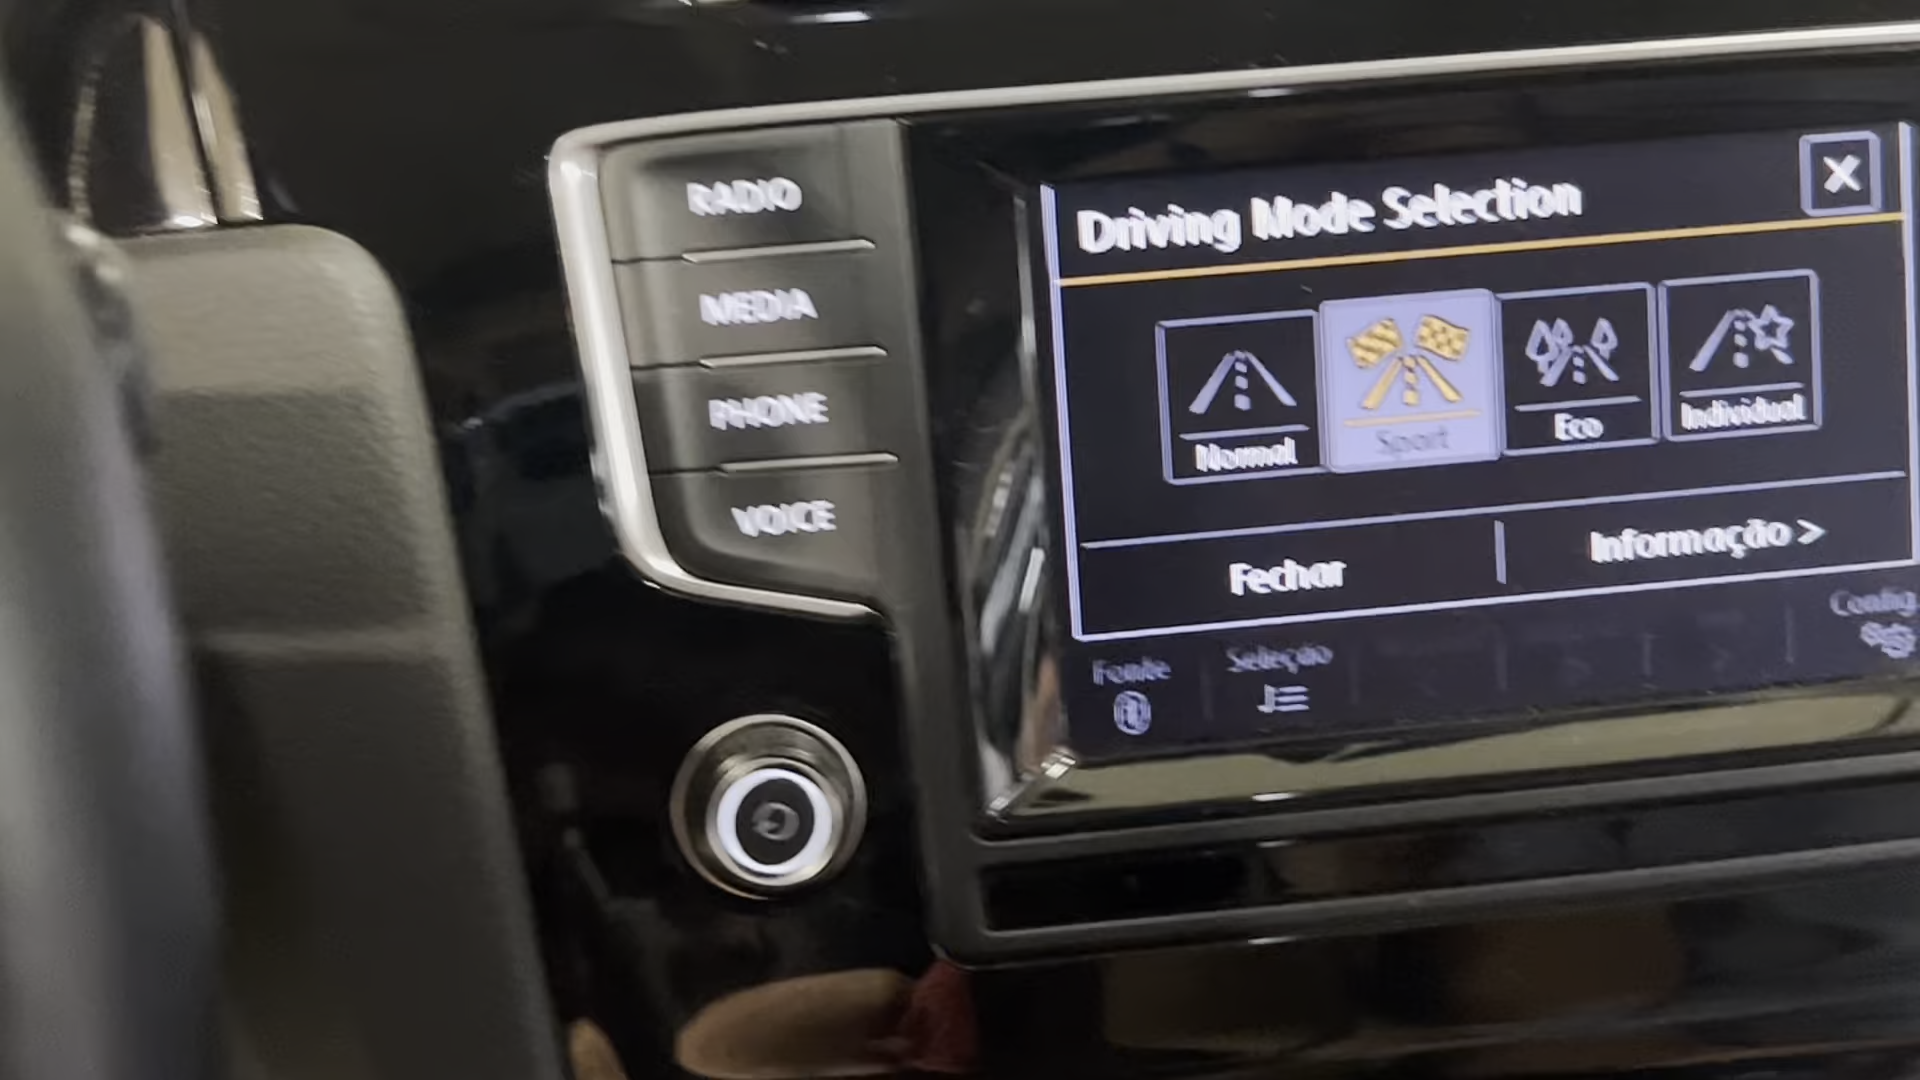 RADIO
MEDIA
PHONE
VOICE
Driving Mode Selection
Normal
Sport
Eco
Individual
Fechar
Informação >
Fonte
Seleção
Config.